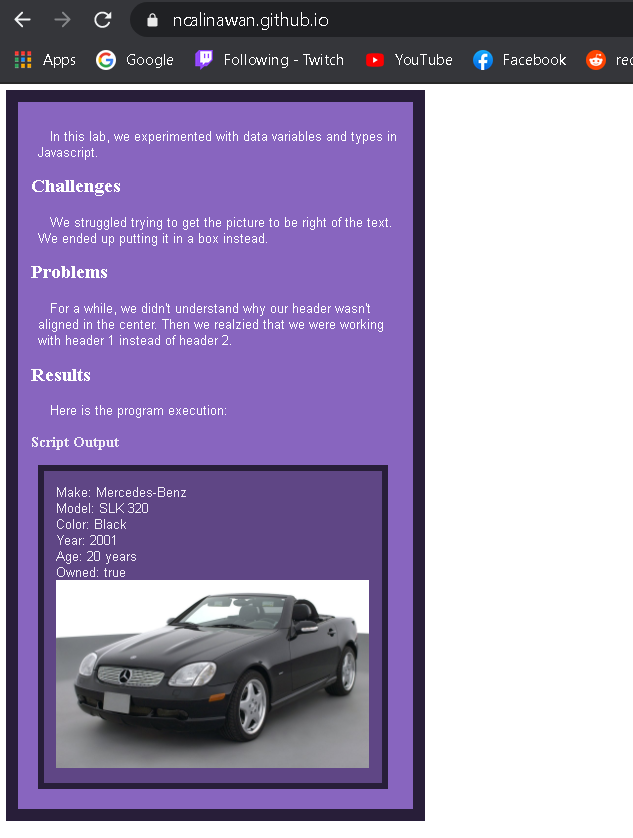 ncalinawan.github.io
Apps Google Following - Twitch YouTube Facebook rec
In this lab, we experimented with data variables and types in
Javascript.
Challenges
We struggled trying to get the picture to be right of the text.
We ended up putting it in a box instead.
Problems
For a while, we didn't understand why our header wasn't
aligned in the center. Then we realzied that we were working
with header 1 instead of header 2.
Results
Here is the program execution:
Script Output
Make: Mercedes-Benz
Model: SLK 320
Color: Black
Year: 2001
Age: 20 years
Owned: true